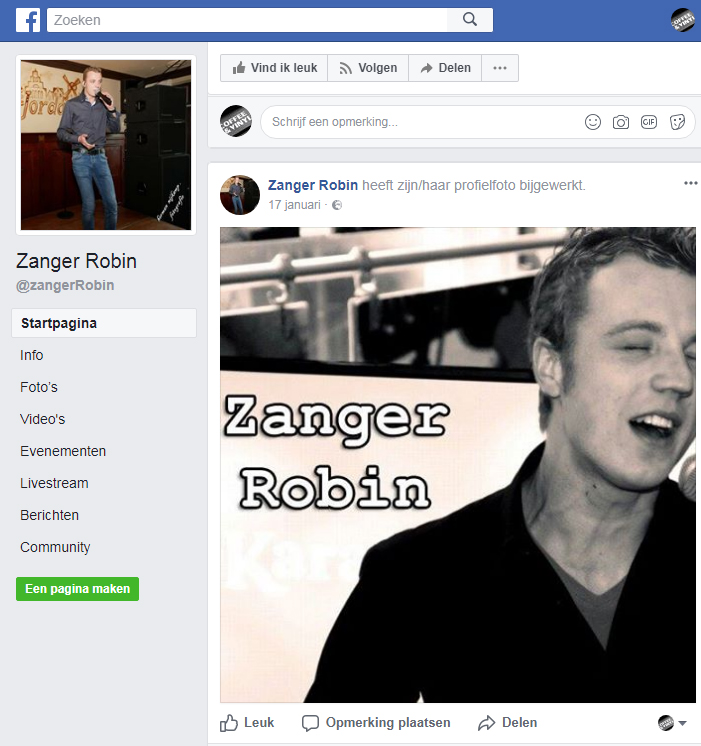 Zoeken
Vind ik leuk
Volgen
Delen
Schrijf een opmerking...
GIF
Zanger Robin heeft zijn/haar profielfoto bijgewerkt.
17 januari
Zanger Robin
@zangerRobin
Startpagina
Info
Foto's
Video's
Evenementen
Livestream
Berichten
Community
Een pagina maken
Zanger
Robin
Kara
Leuk
Opmerking plaatsen
Delen